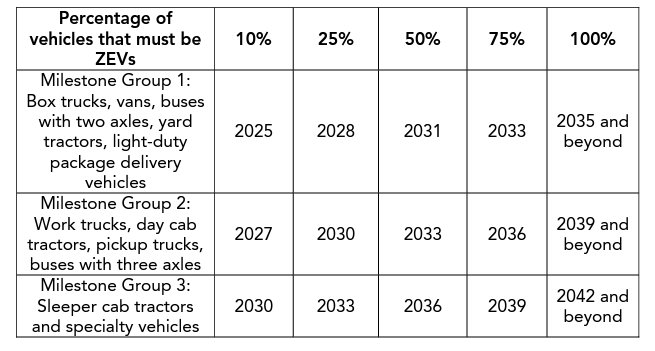 Percentage of
vehicles that must be
ZEVs
10%
25%
50%
75%
100%
Milestone Group 1:
Box trucks, vans, buses
with two axles, yard
tractors, light-duty
package delivery
vehicles
2025
2028
2031
2033
2035 and
beyond
Milestone Group 2:
Work trucks, day cab
tractors, pickup trucks,
buses with three axles
2027
2030
2033
2036
2039 and
beyond
Milestone Group 3:
Sleeper cab tractors
and specialty vehicles
2030
2033
2036
2039
2042 and
beyond